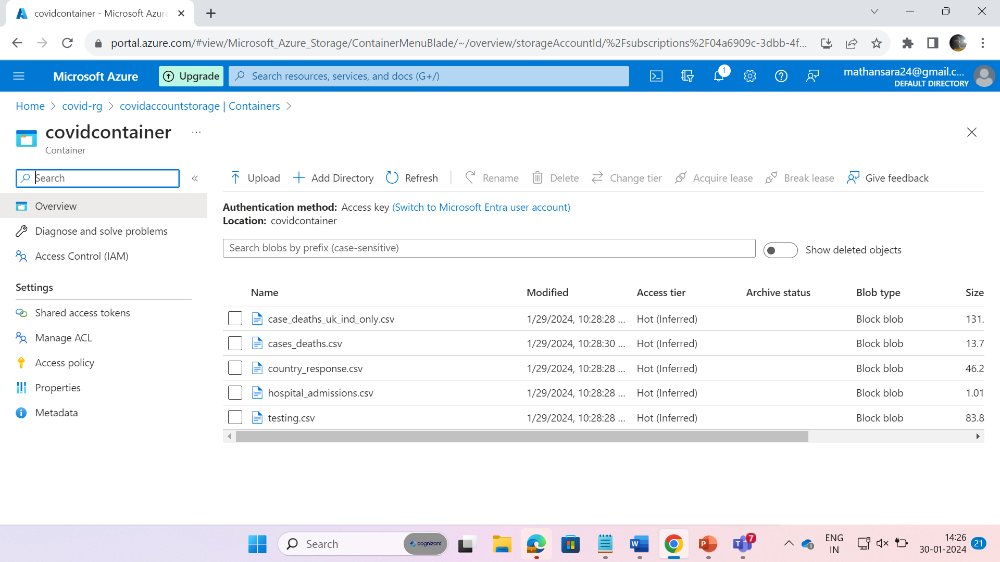 covidcontainer - Microsoft Azure
portal.azure.com/#view/Microsoft_Azure_Storage/ContainerMenuBlade/~/overview/storageAccountId/%2Fsubscriptions%2F04a6909c-3dbb-4f...
Microsoft Azure
Upgrade
Search resources, services, and docs (G+/)
1
mathansara24@gmail.c...
DEFAULT DIRECTORY
Home > covid-rg > covidaccountstorage | Containers >
covidcontainer ...
Container
Search
Upload Add Directory Refresh Rename Delete Change tier Acquire lease Break lease Give feedback
Overview
Diagnose and solve problems
Access Control (IAM)
Settings
Shared access tokens
Manage ACL
Access policy
Properties
Metadata
Authentication method: Access key (Switch to Microsoft Entra user account)
Location: covidcontainer
Search blobs by prefix (case-sensitive)
Show deleted objects
Name Modified Access tier Archive status Blob type Size
case_deaths_uk_ind_only.csv 1/29/2024, 10:28:28 ... Hot (Inferred) Block blob 131.
cases_deaths.csv 1/29/2024, 10:28:30 ... Hot (Inferred) Block blob 13.7
country_response.csv 1/29/2024, 10:28:28 ... Hot (Inferred) Block blob 46.2
hospital_admissions.csv 1/29/2024, 10:28:28 ... Hot (Inferred) Block blob 1.01
testing.csv 1/29/2024, 10:28:28 ... Hot (Inferred) Block blob 83.8
Search
cognizant
W
P
T
7
ENG
IN
14:26
30-01-2024
21